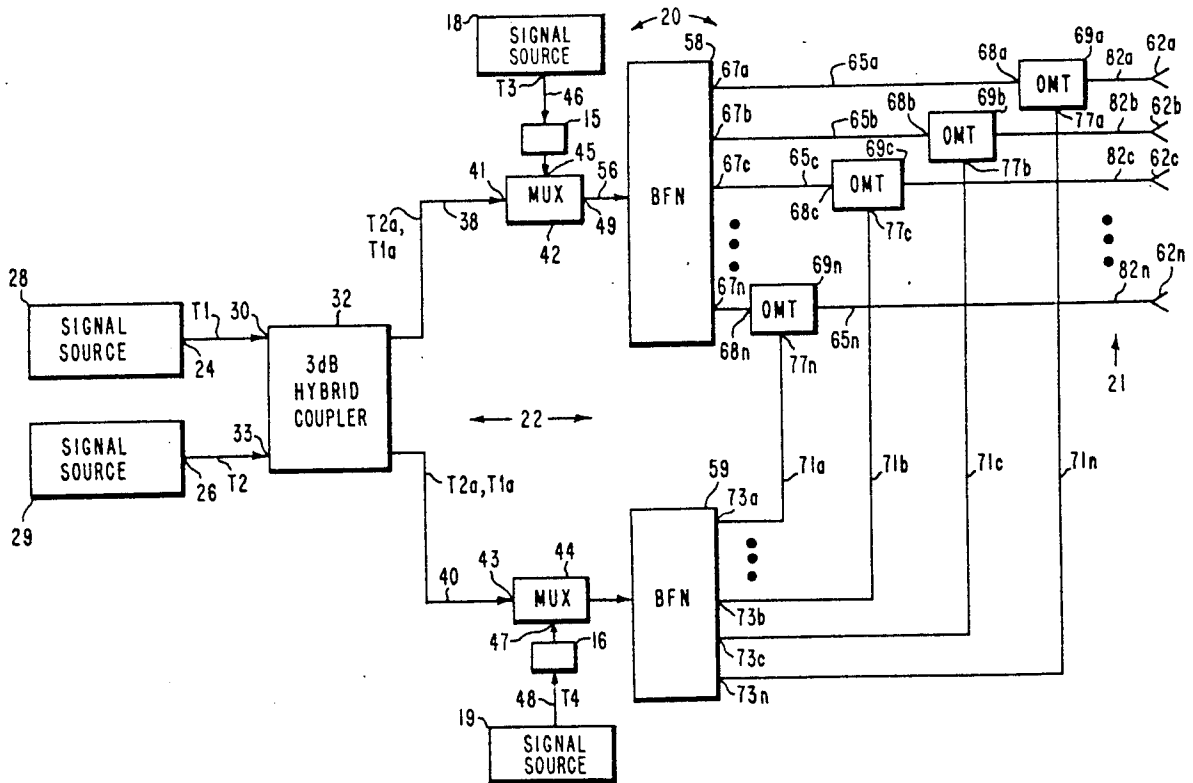 18
SIGNAL
SOURCE
T3
46
15
45
20
58
67a
65a
68a
69a
OMT
77a
82a
62a
67b
65b
68b
69b
OMT
77b
82b
62b
67c
65c
68c
69c
OMT
77c
82c
62c
41
MUX
42
56
49
BFN
T2a,
T1a
38
67n
68n
69n
OMT
77n
65n
82n
62n
21
28
SIGNAL
SOURCE
24
T1
30
32
3dB
HYBRID
COUPLER
22
29
SIGNAL
SOURCE
26
T2
33
T2a,T1a
40
43
44
MUX
47
16
48
T4
19
SIGNAL
SOURCE
59
BFN
73a
73b
73c
73n
71a
71b
71c
71n